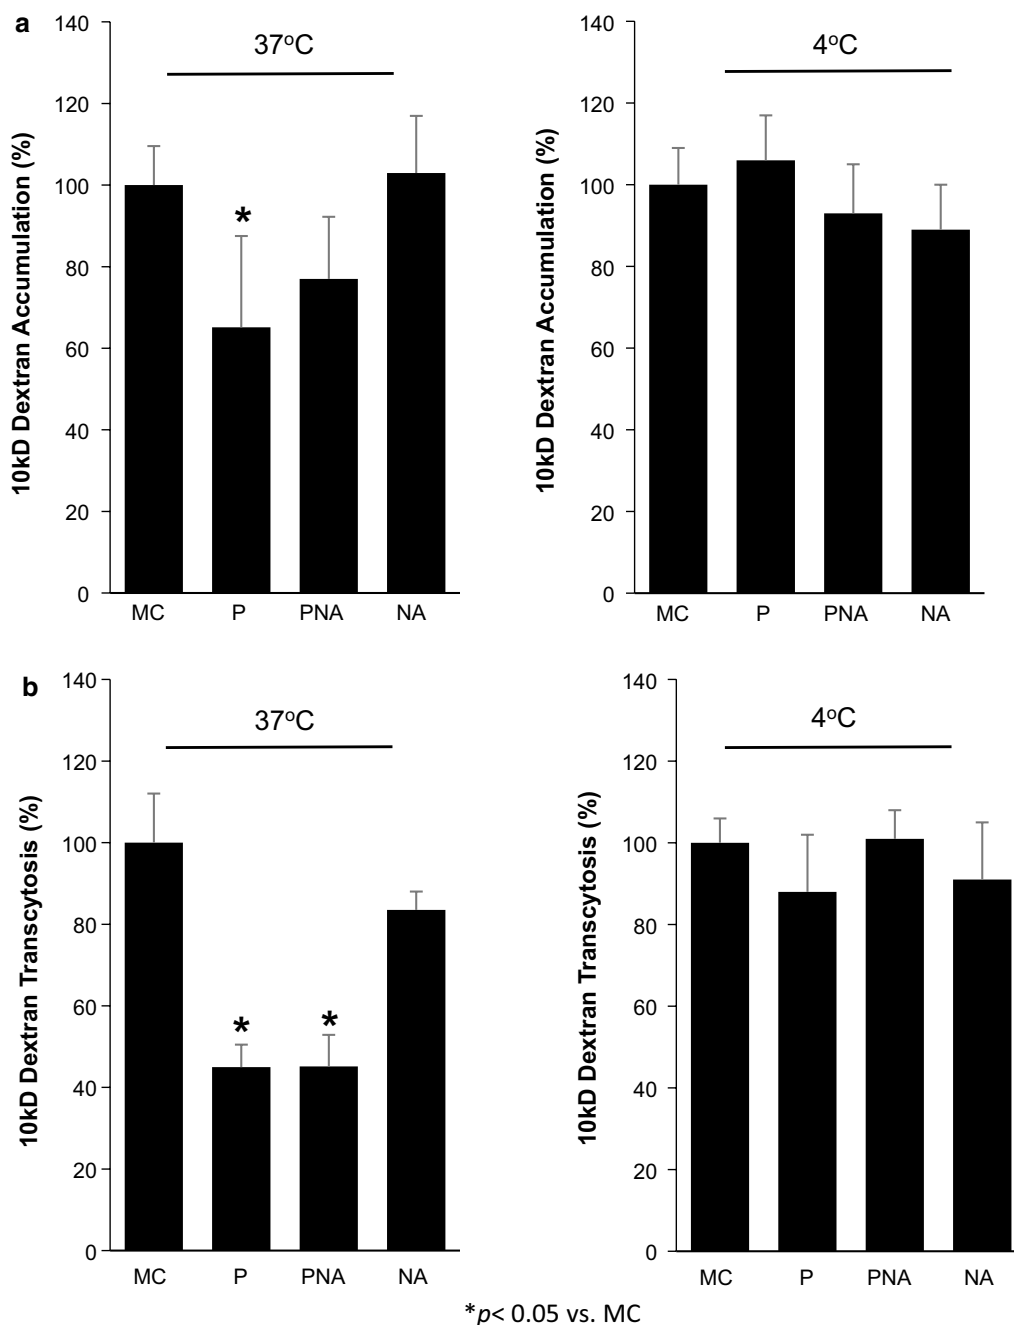 a
37°C
10kD Dextran Accumulation (%)
140
120
100
80
60
40
20
0
*
MC P PNA NA
4°C
10kD Dextran Accumulation (%)
140
120
100
80
60
40
20
0
MC P PNA NA
b
37°C
10kD Dextran Transcytosis (%)
140
120
100
80
60
40
20
0
* *
MC P PNA NA
4°C
10kD Dextran Transcytosis (%)
140
120
100
80
60
40
20
0
MC P PNA NA
*p< 0.05 vs. MC